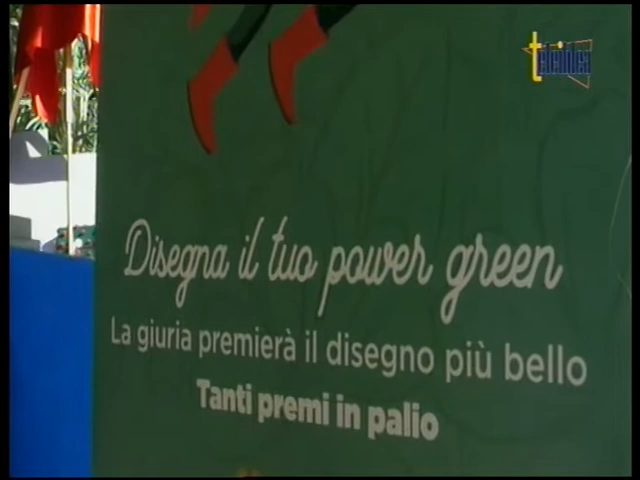 Disegna il tuo power green
La giuria premierà il disegno più bello
Tanti premi in palio